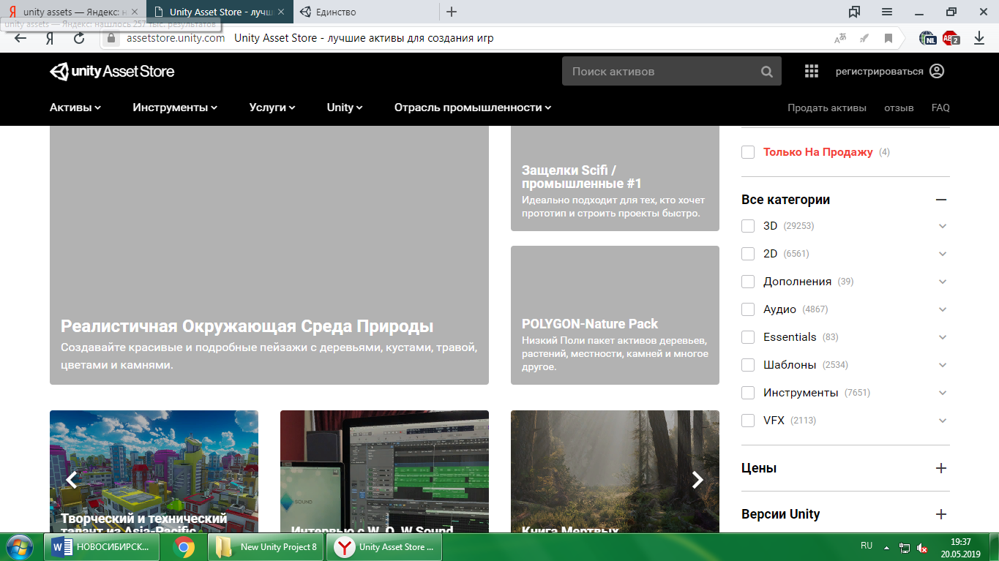 unity assets — Яндекс: н
Unity Asset Store - лучш
Единство
unity assets — Яндекс: нашлось 257 тыс. результатов
assetstore.unity.com Unity Asset Store - лучшие активы для создания игр
NL
ABP
2
unity Asset Store
Поиск активов
регистрироваться
Активы
Инструменты
Услуги
Unity
Отрасль промышленности
Продать активы
отзыв
FAQ
Реалистичная Окружающая Среда Природы
Создавайте красивые и подробные пейзажи с деревьями, кустами, травой,
цветами и камнями.
Защелки Scifi /
промышленные #1
Идеально подходит для тех, кто хочет
прототип и строить проекты быстро.
POLYGON-Nature Pack
Низкий Поли пакет активов деревьев,
растений, местности, камней и многое
другое.
Творческий и технический
талант из Asia-Pacific
Интервью с W. O. W Sound
SOUND
Книга Мертвых
Только На Продажу (4)
Все категории
3D (29253)
2D (6561)
Дополнения (39)
Аудио (4867)
Essentials (83)
Шаблоны (2534)
Инструменты (7651)
VFX (2113)
Цены
Версии Unity
НОВОСИБИРСК...
New Unity Project 8
Unity Asset Store ...
RU
19:37
20.05.2019